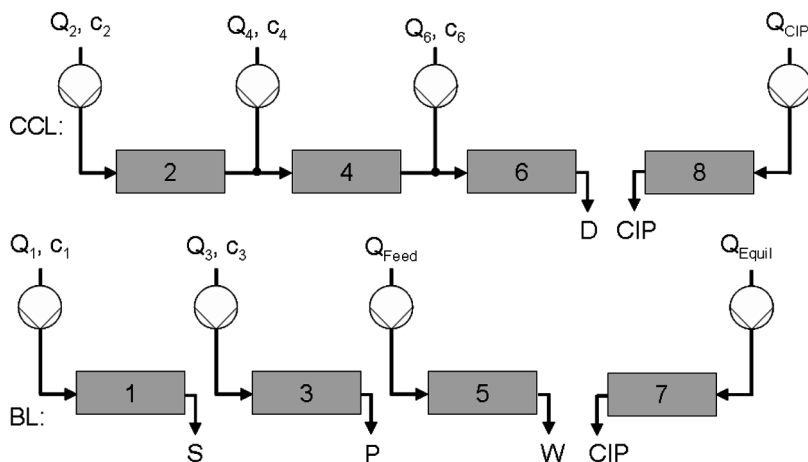 Q2, c2 Q4, c4 Q6, c6 QCIP
CCL:
2 4 6 8
D CIP
Q1, c1 Q3, c3 QFeed QEquil
1 3 5 7
BL:
S P W CIP